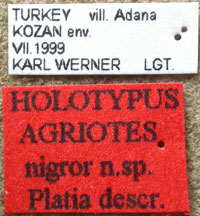 TURKEY vill. Adana
KOZAN env.
VII.1999
KARL WERNER LGT.
HOLOTYPUS
AGRIOTES
nigror n.sp.
Platia descr.